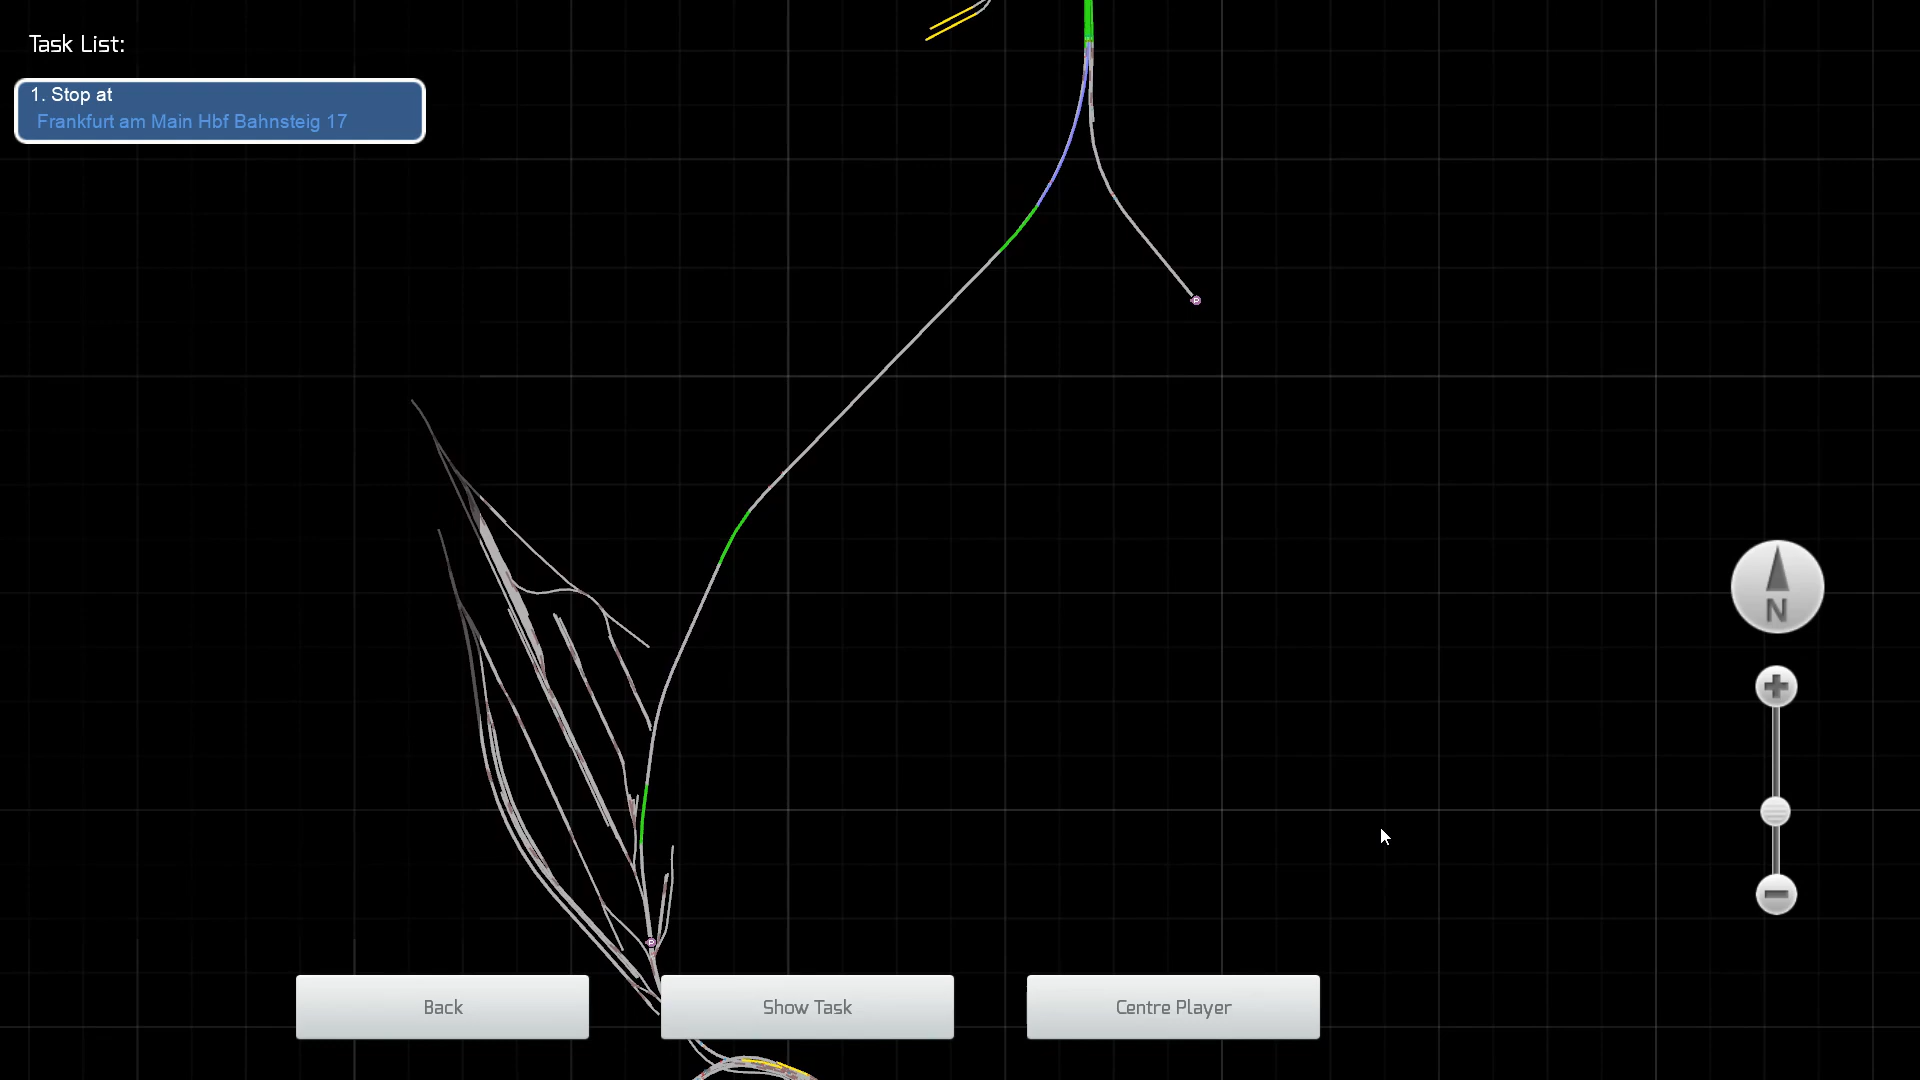 Task List:
1. Stop at
Frankfurt am Main Hbf Bahnsteig 17
N
Back
Show Task
Centre Player